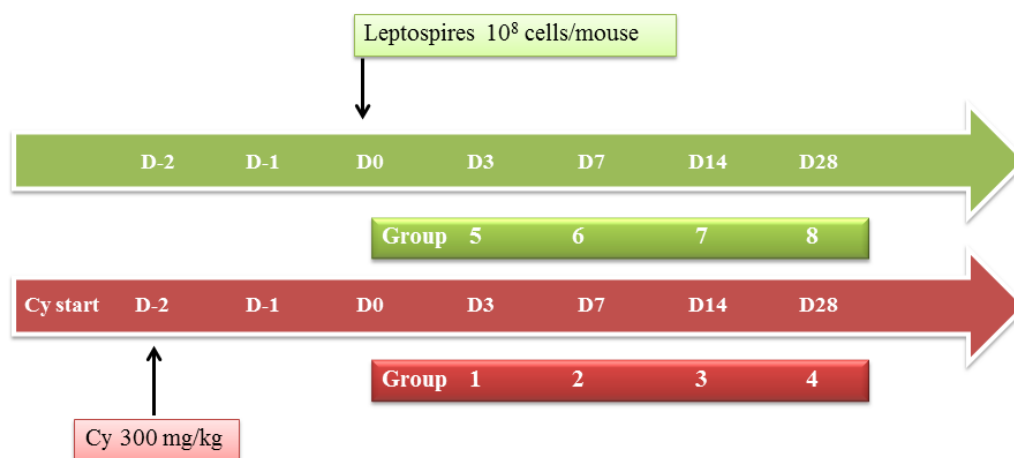 Leptospires 10⁸ cells/mouse
D-2 D-1 D0 D3 D7 D14 D28
Group 5 6 7 8
Cy start D-2 D-1 D0 D3 D7 D14 D28
Group 1 2 3 4
Cy 300 mg/kg